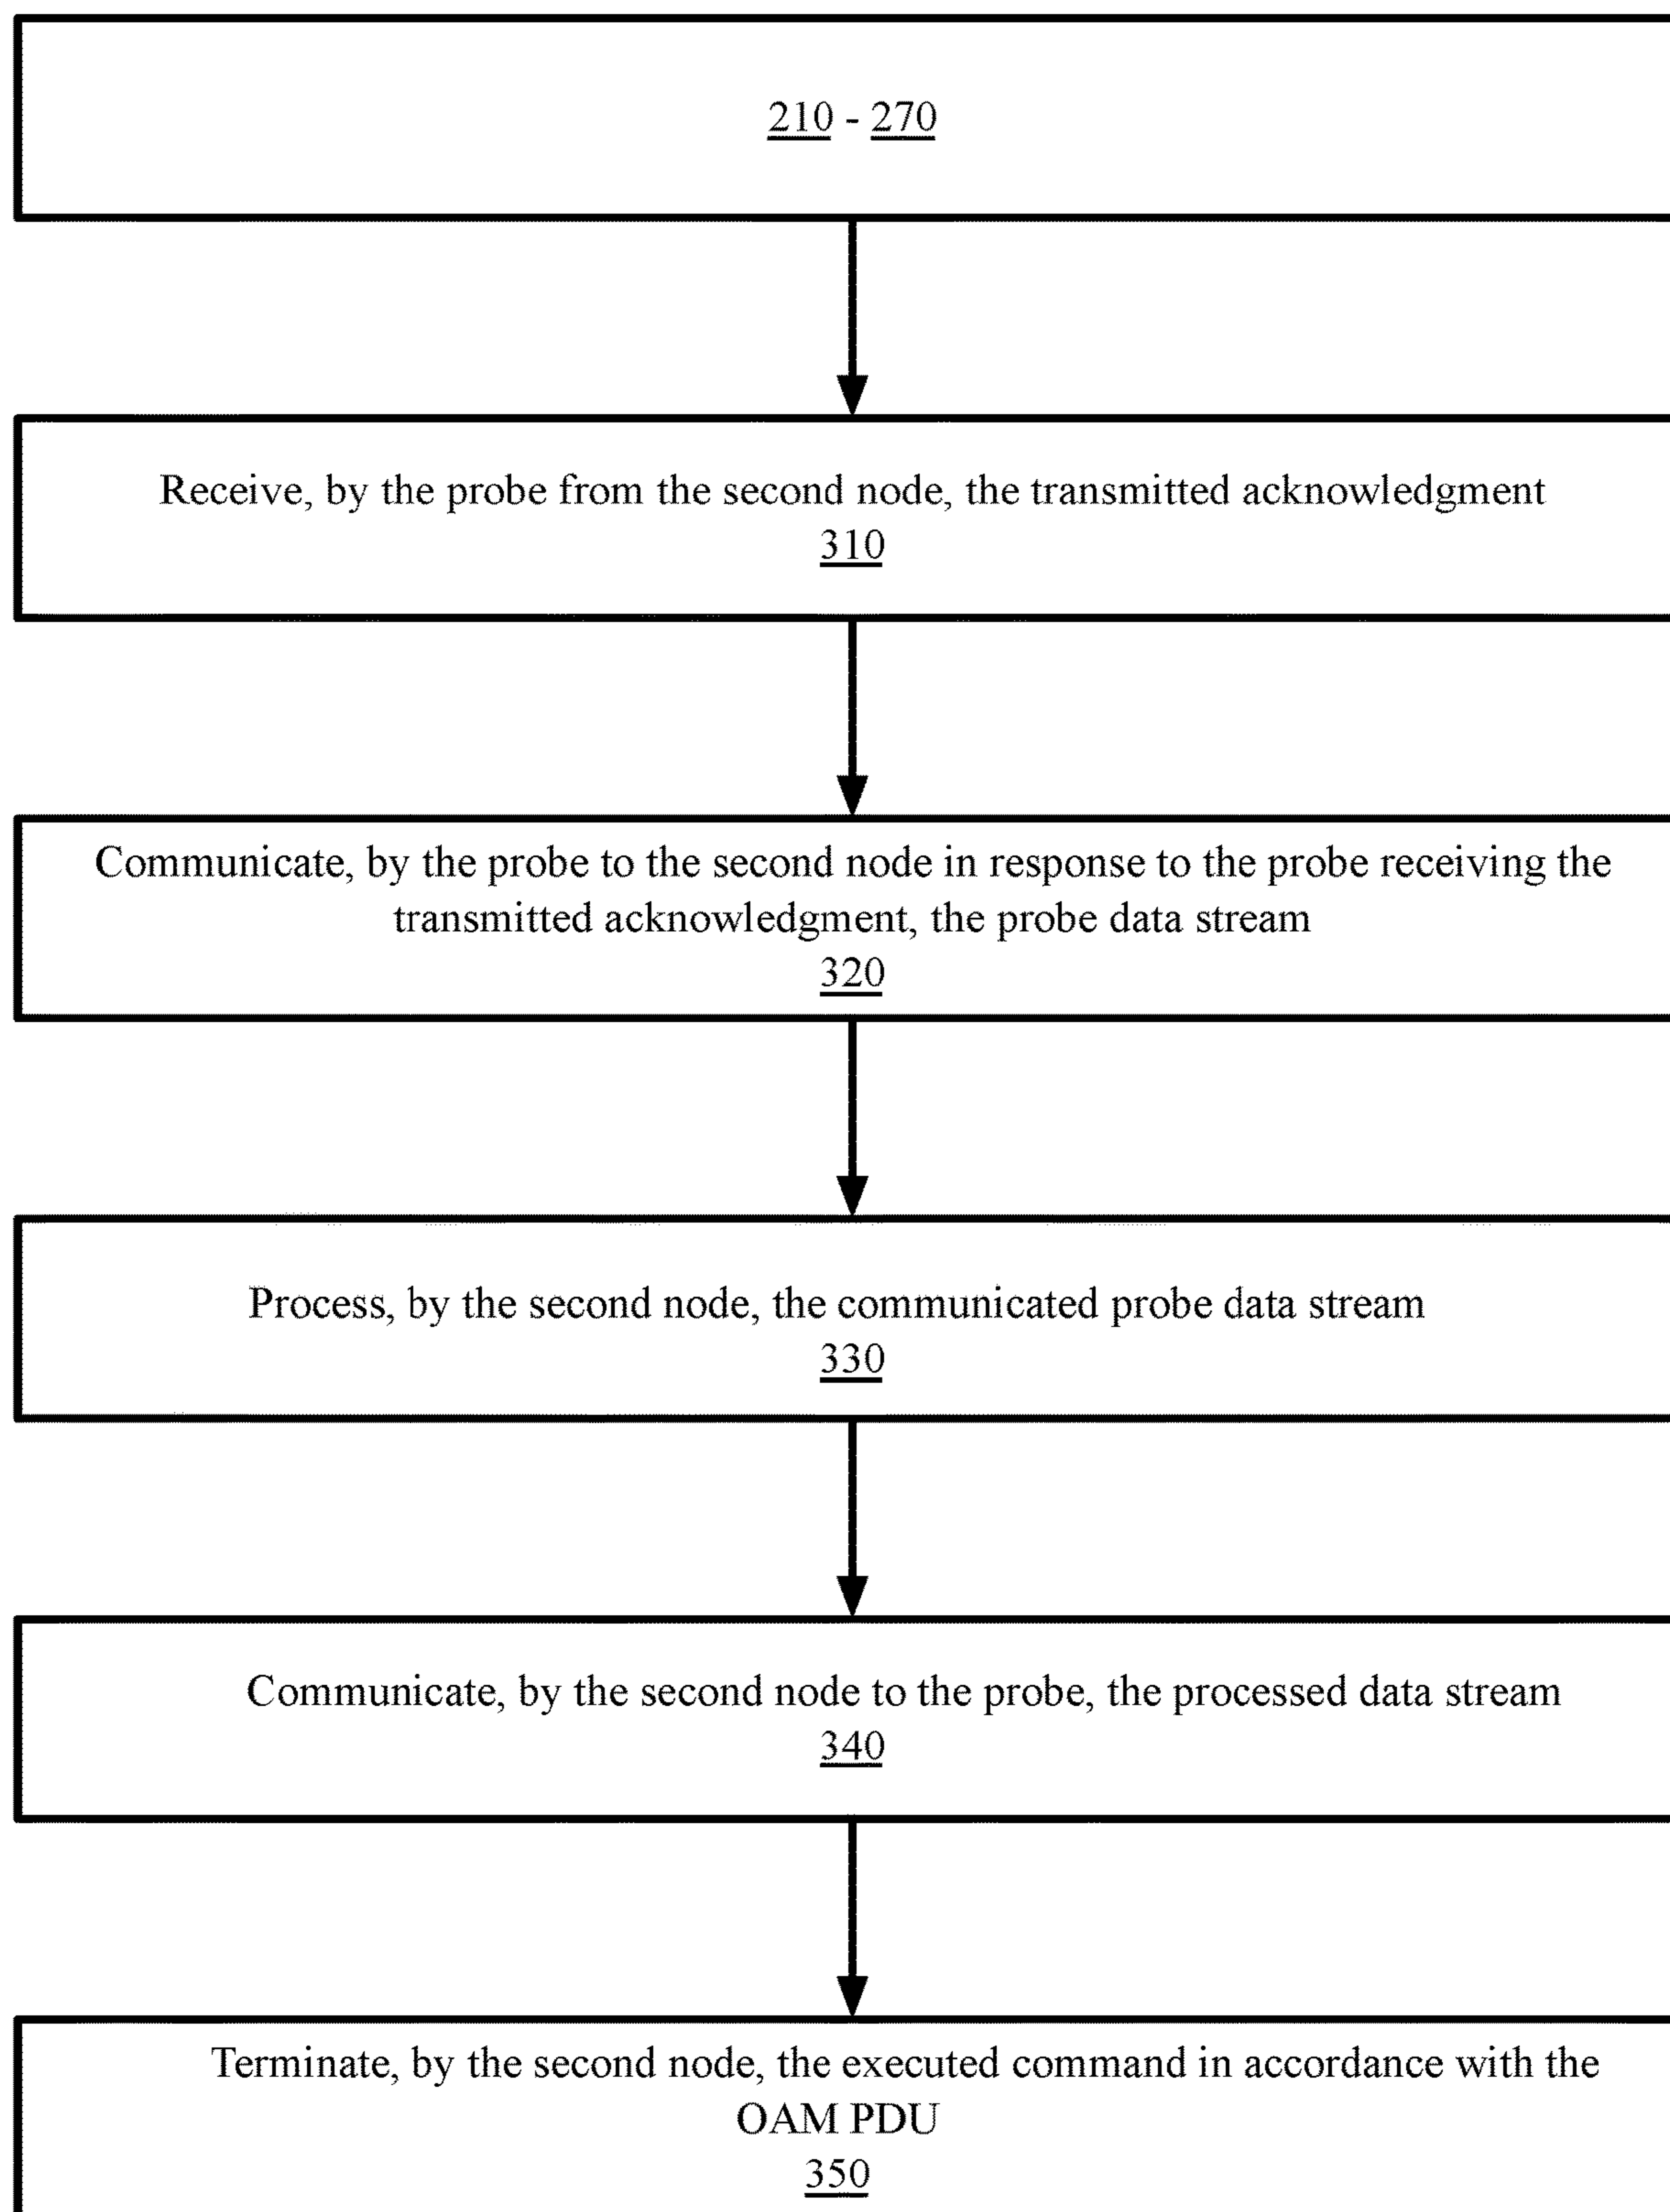 210 - 270
Receive, by the probe from the second node, the transmitted acknowledgment
310
Communicate, by the probe to the second node in response to the probe receiving the
transmitted acknowledgment, the probe data stream
320
Process, by the second node, the communicated probe data stream
330
Communicate, by the second node to the probe, the processed data stream
340
Terminate, by the second node, the executed command in accordance with the
OAM PDU
350